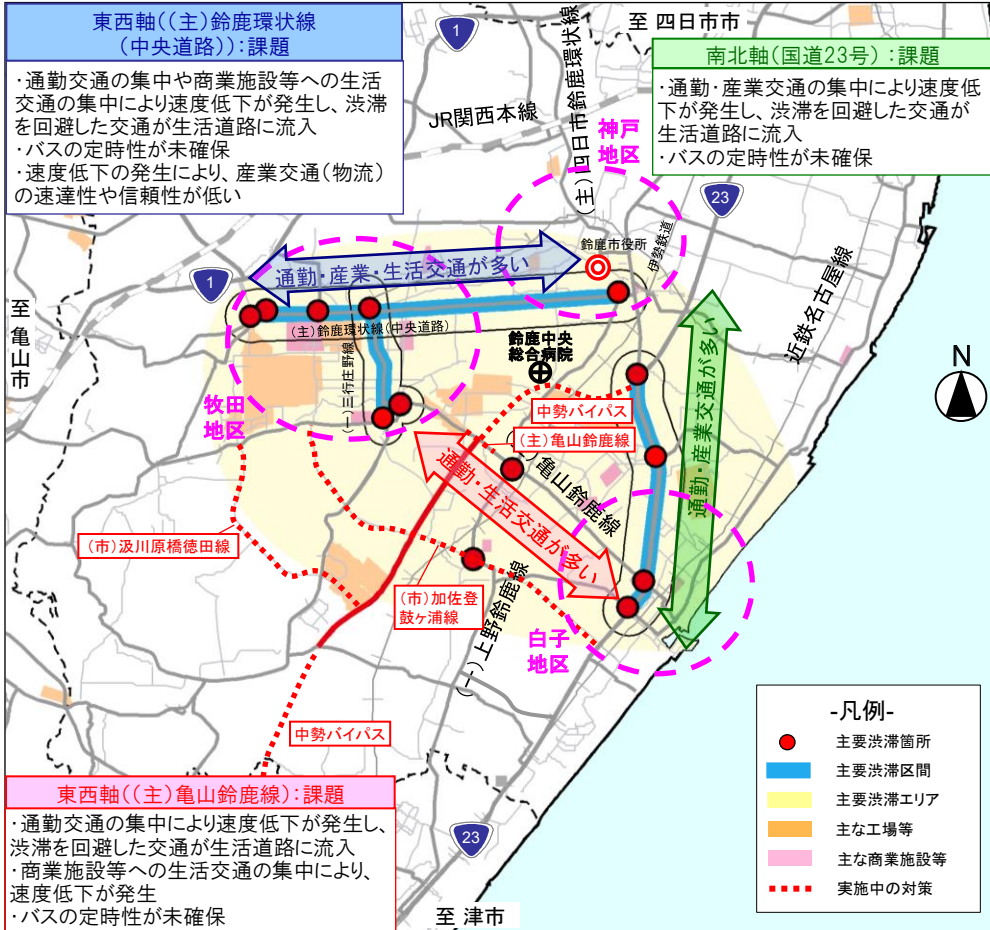 東西軸((主)鈴鹿環状線
(中央道路)):課題
・通勤交通の集中や商業施設等への生活
交通の集中により速度低下が発生し、渋滞
を回避した交通が生活道路に流入
・バスの定時性が未確保
・速度低下の発生により、産業交通(物流)
の速達性や信頼性が低い
至 四日市市
1
JR関西本線
(主)四日市鈴鹿環状線
神戸
地区
南北軸(国道23号):課題
・通勤・産業交通の集中により速度低
下が発生し、渋滞を回避した交通が
生活道路に流入
・バスの定時性が未確保
23
鈴鹿市役所
伊勢鉄道
近鉄名古屋線
1
通勤・産業・生活交通が多い
至 亀山市
(主)鈴鹿環状線(中央道路)
(一)三行庄野線
鈴鹿中央
総合病院
N
牧田
地区
中勢バイパス
(主)亀山鈴鹿線
亀山鈴鹿線
通勤・生活交通が多い
通勤・産業交通が多い
(市)汲川原橋徳田線
(市)加佐登
鼓ヶ浦線
(一)上野鈴鹿線
白子
地区
中勢バイパス
東西軸((主)亀山鈴鹿線):課題
・通勤交通の集中により速度低下が発生し、
渋滞を回避した交通が生活道路に流入
・商業施設等への生活交通の集中により、
速度低下が発生
・バスの定時性が未確保
23
至 津市
-凡例-
主要渋滞箇所
主要渋滞区間
主要渋滞エリア
主な工場等
主な商業施設等
実施中の対策